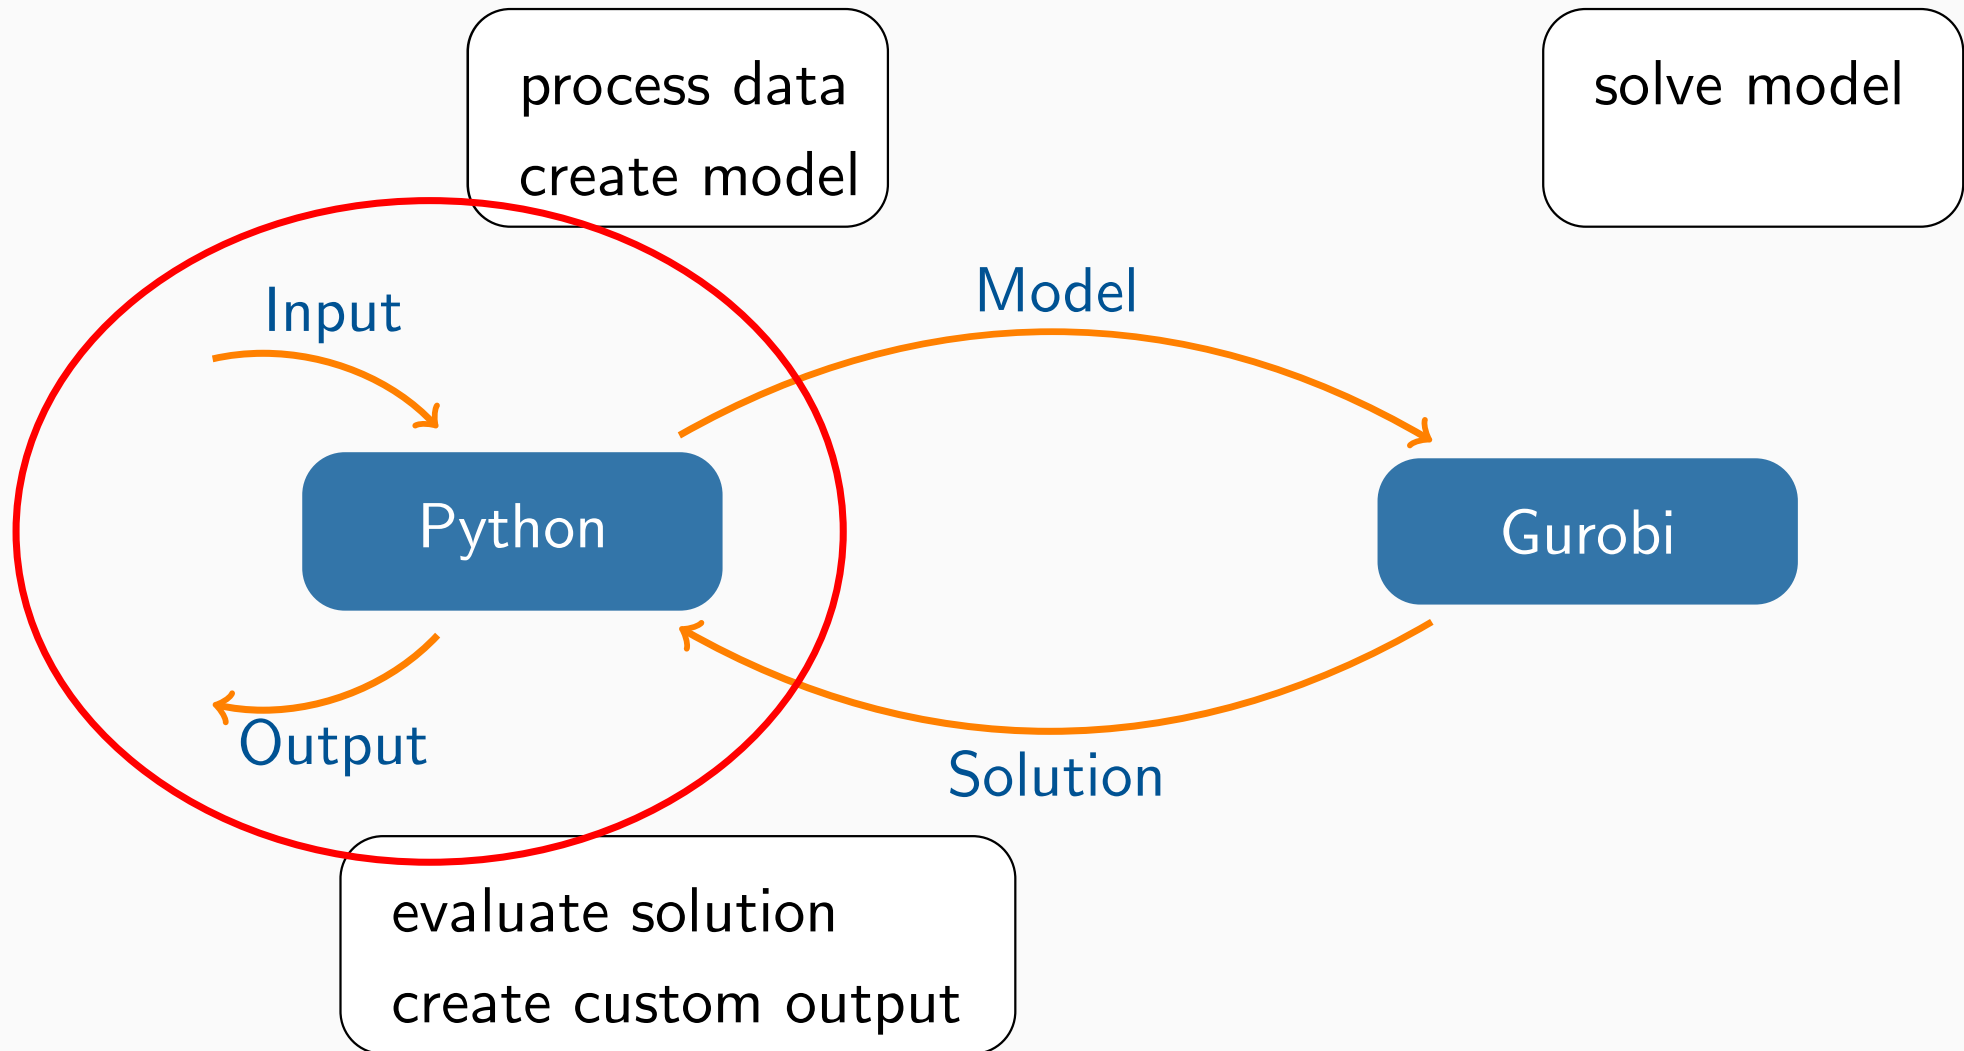 process data
create model
solve model
Input
Model
Python
Gurobi
Output
Solution
evaluate solution
create custom output